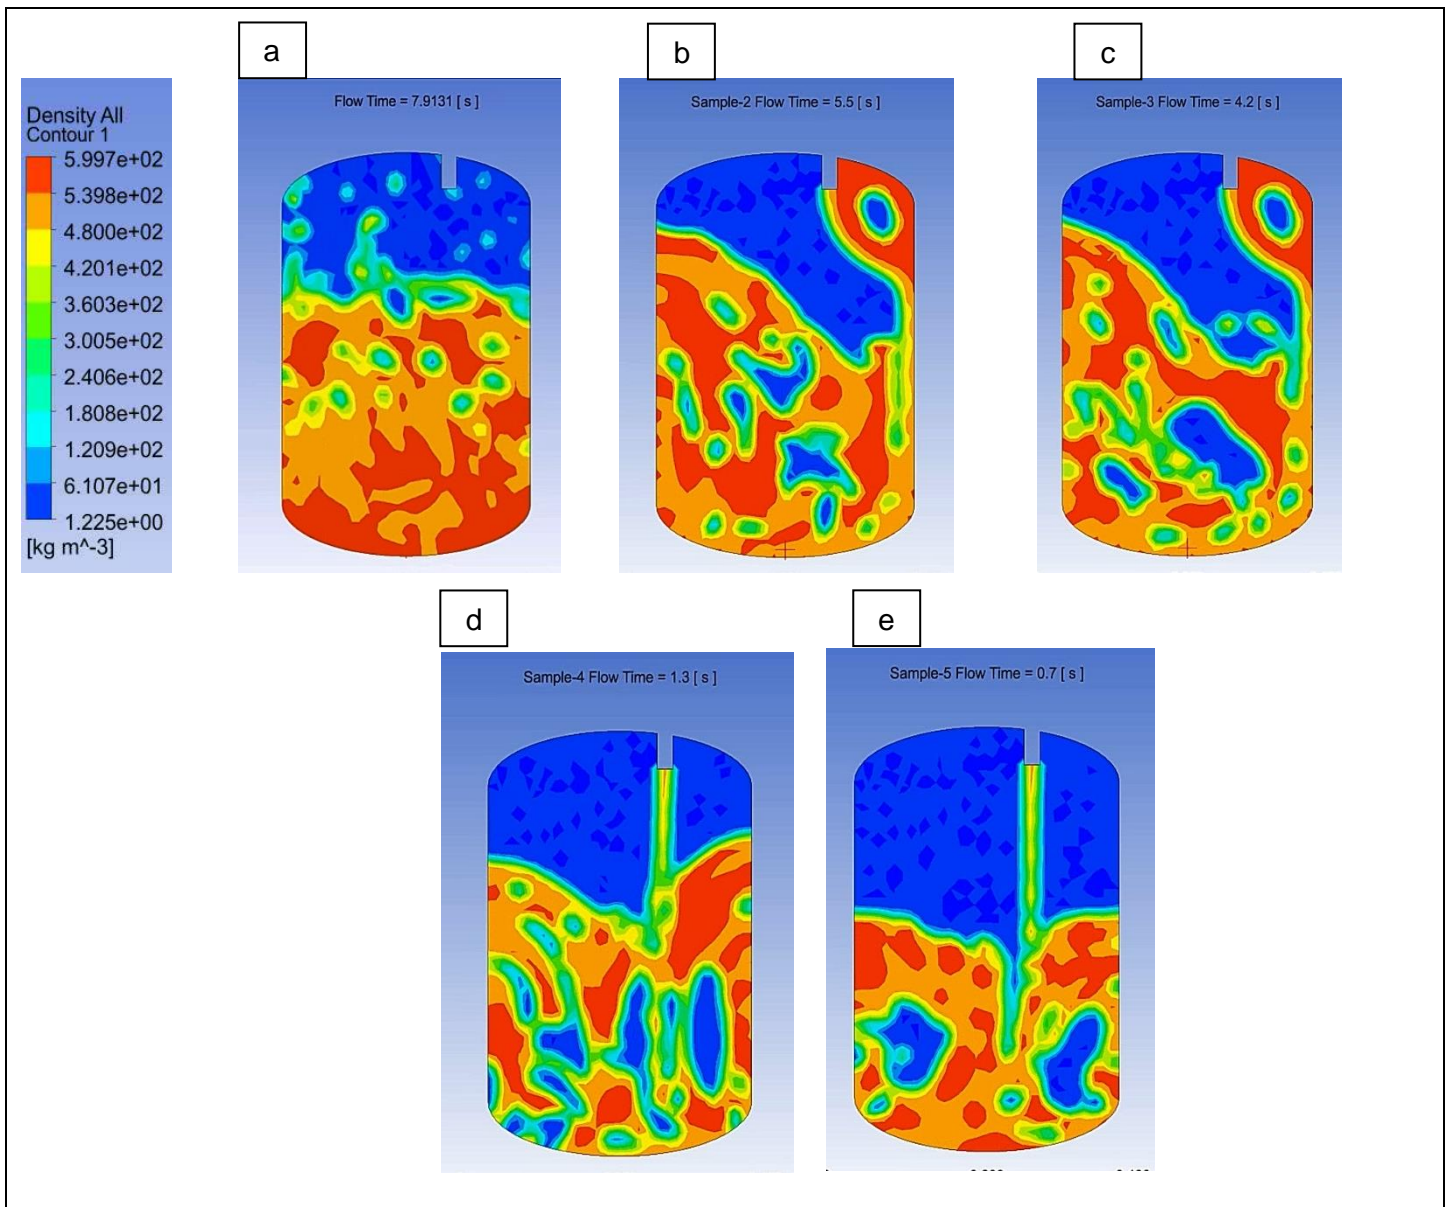 a
b
c
Density All
Contour 1
5.997e+02
5.398e+02
4.800e+02
4.201e+02
3.603e+02
3.005e+02
2.406e+02
1.808e+02
1.209e+02
6.107e+01
1.225e+00
[kg m^-3]
Flow Time = 7.9131 [ s ]
Sample-2 Flow Time = 5.5 [ s ]
Sample-3 Flow Time = 4.2 [ s ]
d
e
Sample-4 Flow Time = 1.3 [ s ]
Sample-5 Flow Time = 0.7 [ s ]